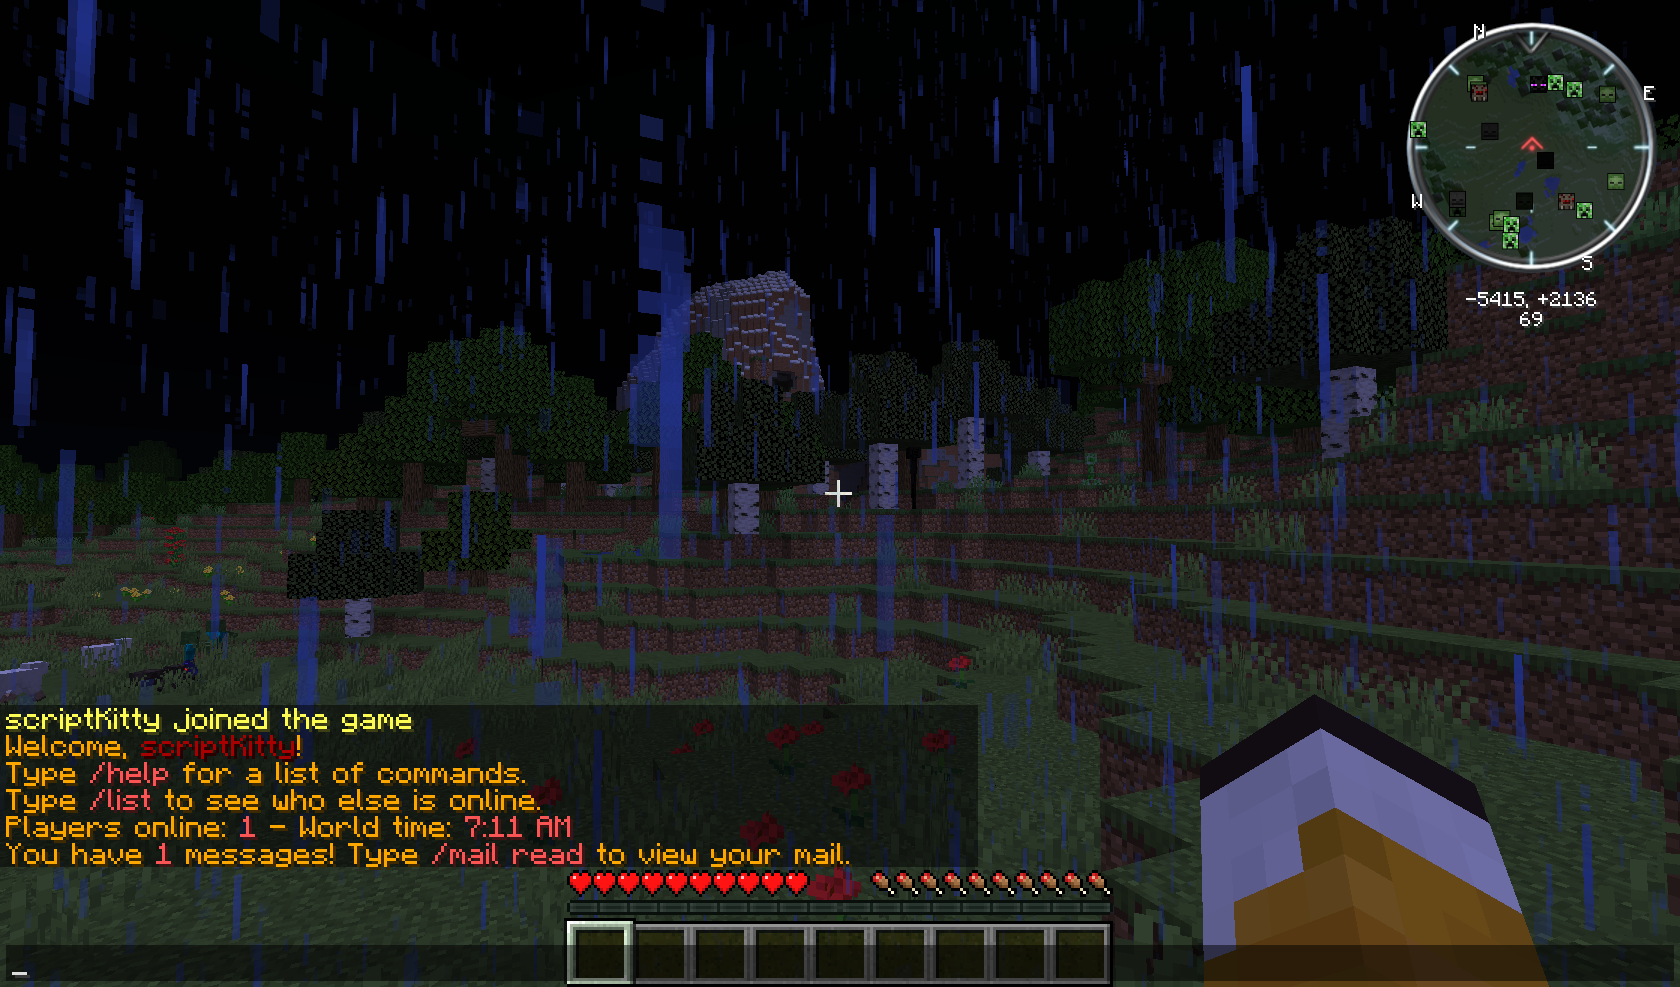 N
E
W
S
-5415, +2136
69
scriptKitty joined the game
Welcome, scriptKitty!
Type /help for a list of commands.
Type /list to see who else is online.
Players online: 1 - World time: 7:11 AM
You have 1 messages! Type /mail read to view your mail.
_